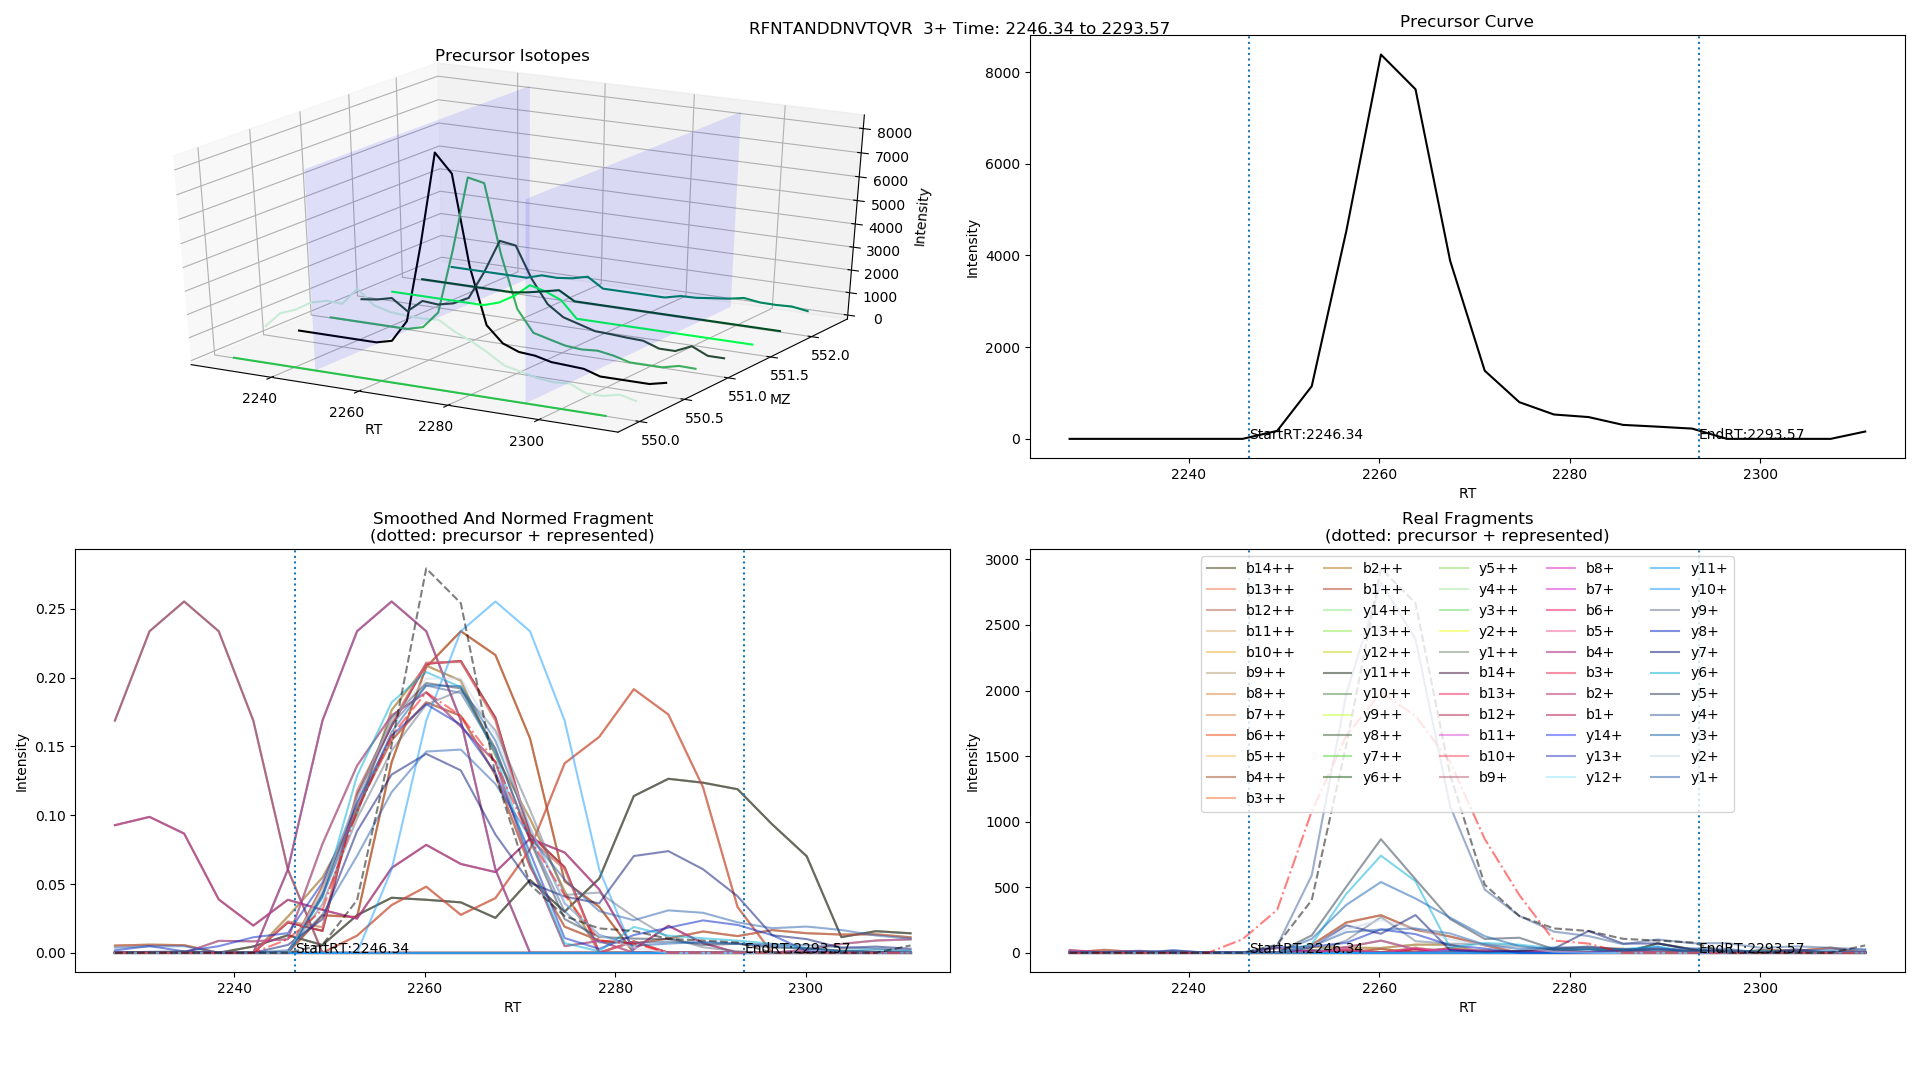 RFNTANDDNVTQVR  3+ Time: 2246.34 to 2293.57
Precursor Isotopes
8000
7000
6000
5000
4000
3000
2000
1000
0
Intensity
552.0
551.5
551.0
550.5
550.0
MZ
2240
2260
2280
2300
RT
Precursor Curve
8000
6000
4000
2000
0
Intensity
StartRT:2246.34
EndRT:2293.57
2240
2260
2280
2300
RT
Smoothed And Normed Fragment
(dotted: precursor + represented)
0.25
0.20
0.15
0.10
0.05
0.00
Intensity
StartRT:2246.34
EndRT:2293.57
2240
2260
2280
2300
RT
Real Fragments
(dotted: precursor + represented)
3000
2500
2000
1500
1000
500
0
Intensity
b14++
b13++
b12++
b11++
b10++
b9++
b8++
b7++
b6++
b5++
b4++
b3++
b2++
b1++
y14++
y13++
y12++
y11++
y10++
y9++
y8++
y7++
y6++
y5++
y4++
y3++
y2++
y1++
b14+
b13+
b12+
b11+
b10+
b9+
b8+
b7+
b6+
b5+
b4+
b3+
b2+
b1+
y14+
y13+
y12+
y11+
y10+
y9+
y8+
y7+
y6+
y5+
y4+
y3+
y2+
y1+
StartRT:2246.34
EndRT:2293.57
2240
2260
2280
2300
RT